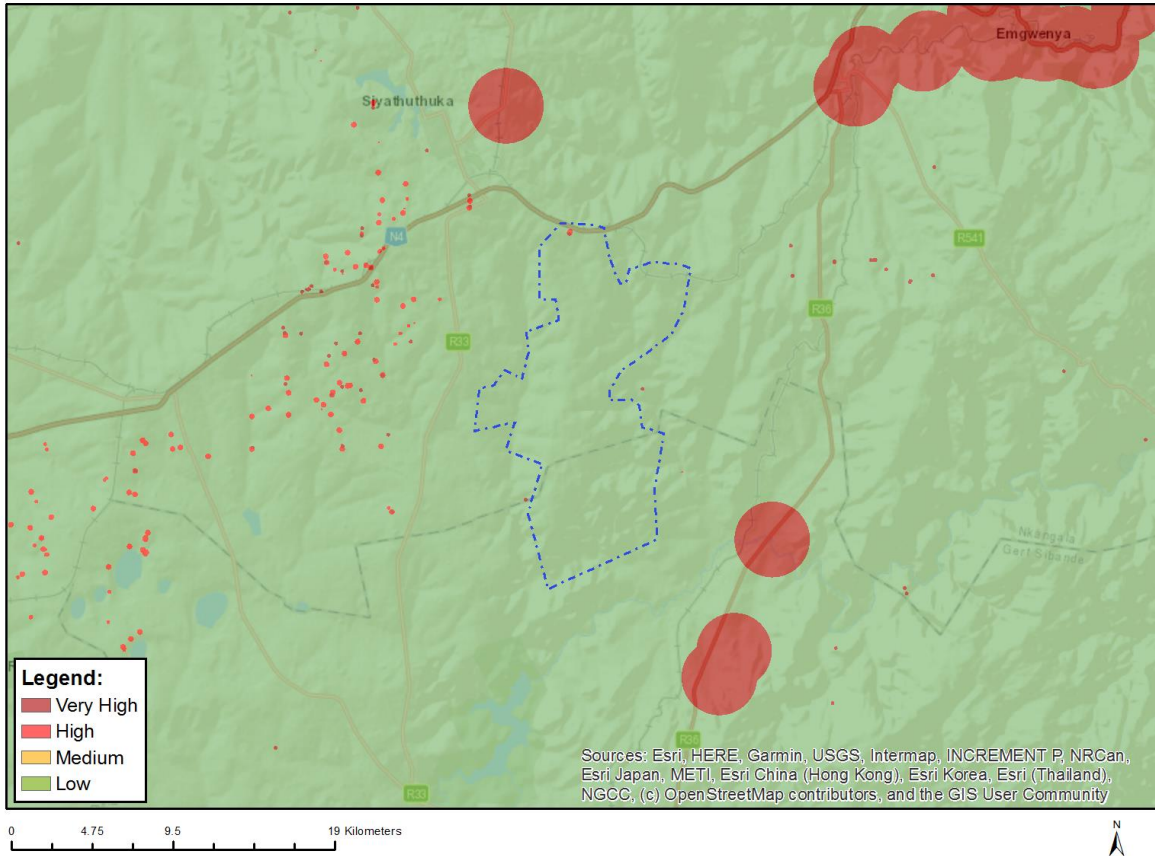 Emgwenya
Siyathuthuka
N4
R541
R33
R36
Nkangala
Gert Sibande
R36
R33
Legend:
Very High
High
Medium
Low
Sources: Esri, HERE, Garmin, USGS, Intermap, INCREMENT P, NRCan,
Esri Japan, METI, Esri China (Hong Kong), Esri Korea, Esri (Thailand),
NGCC, (c) OpenStreetMap contributors, and the GIS User Community
0 4.75 9.5 19 Kilometers
N